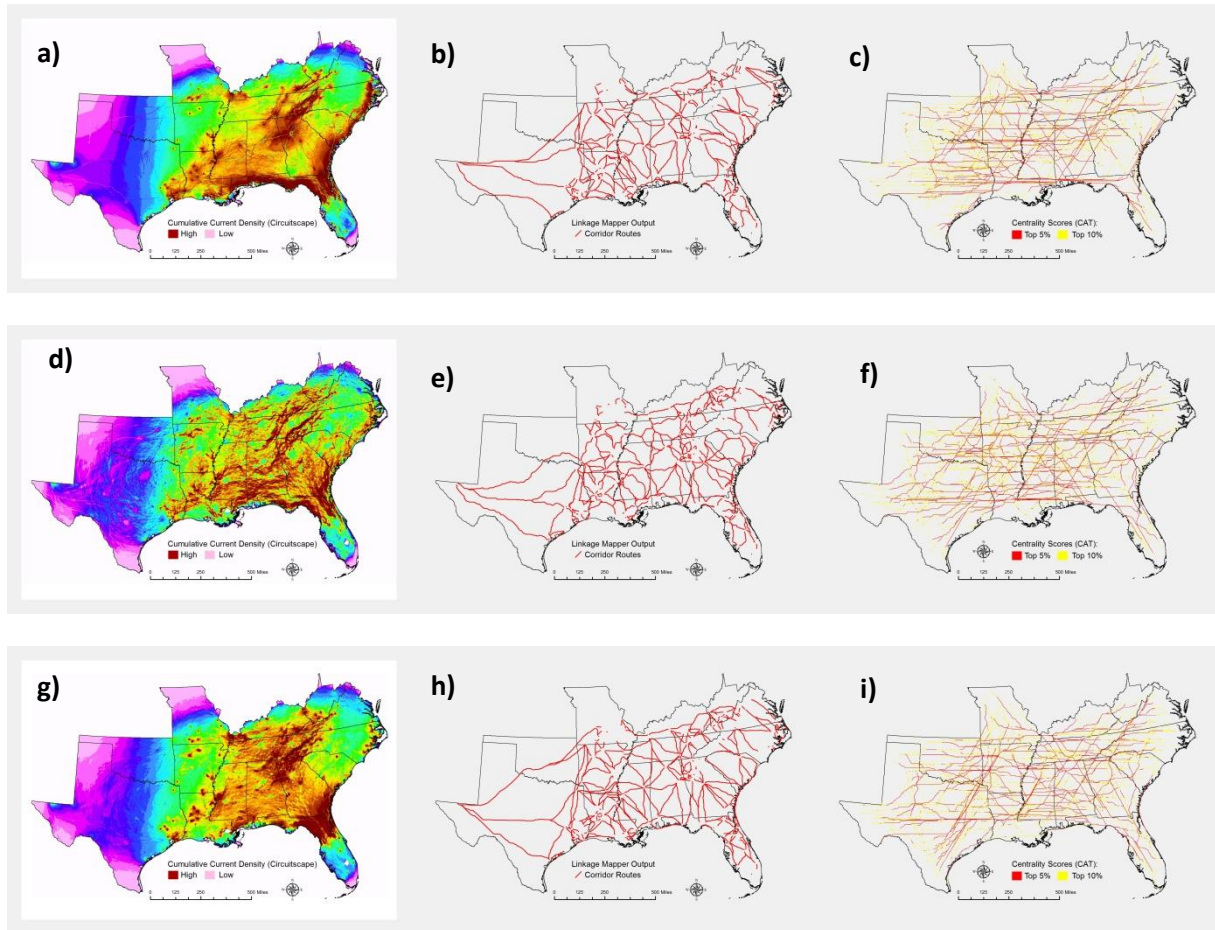 a)
Cumulative Current Density (Circuitscape)
High Low
0 125 250 500 Miles
b)
Linkage Mapper Output
Corridor Routes
0 125 250 500 Miles
c)
Centrality Scores (CAT):
Top 5% Top 10%
0 125 250 500 Miles
d)
Cumulative Current Density (Circuitscape)
High Low
0 125 250 500 Miles
e)
Linkage Mapper Output
Corridor Routes
0 125 250 500 Miles
f)
Centrality Scores (CAT):
Top 5% Top 10%
0 125 250 500 Miles
g)
Cumulative Current Density (Circuitscape)
High Low
0 125 250 500 Miles
h)
Linkage Mapper Output
Corridor Routes
0 125 250 500 Miles
i)
Centrality Scores (CAT):
Top 5% Top 10%
0 125 250 500 Miles